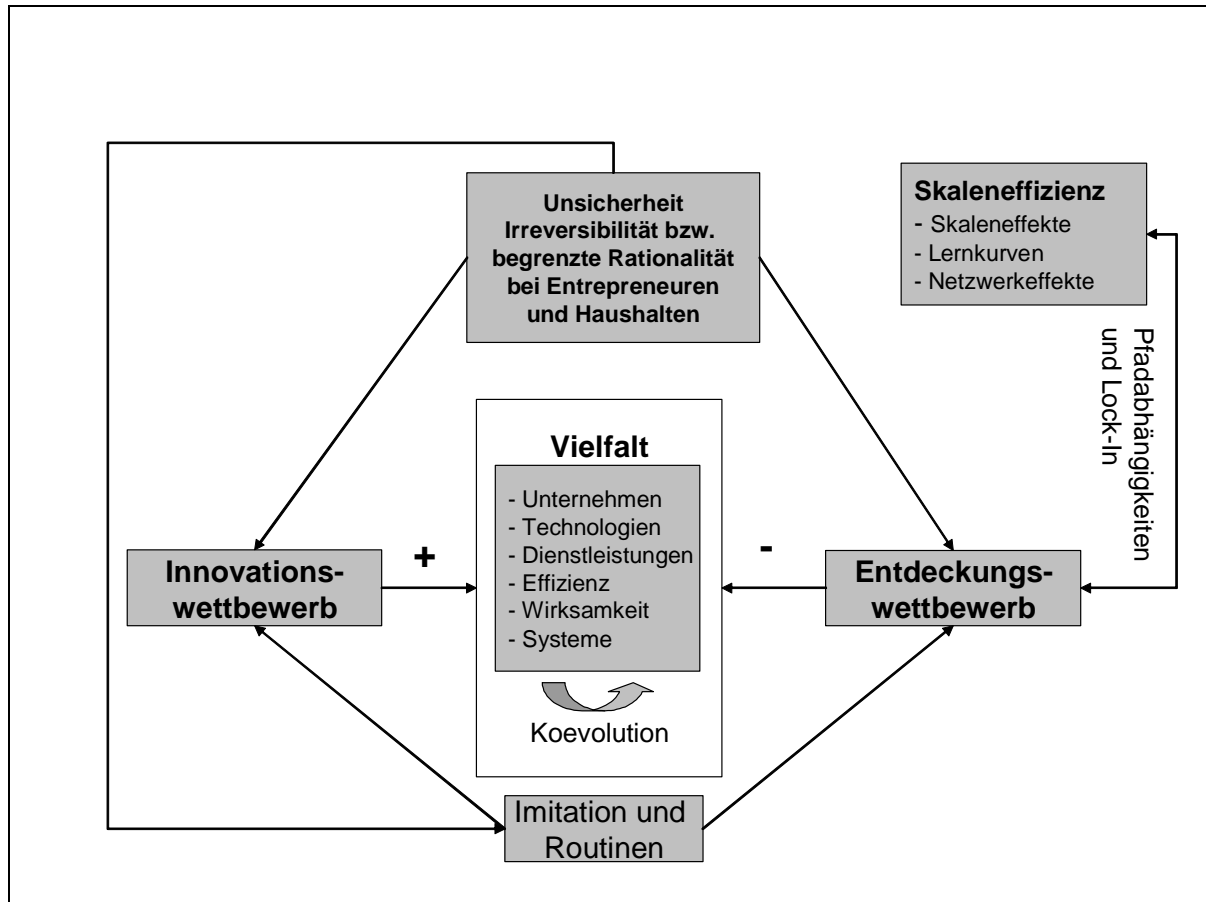 Unsicherheit
Irreversibilität bzw.
begrenzte Rationalität
bei Entrepreneuren
und Haushalten
Skaleneffizienz
- Skaleneffekte
- Lernkurven
- Netzwerkeffekte
Pfadabhängigkeiten
und Lock-In
Vielfalt
- Unternehmen
- Technologien
- Dienstleistungen
- Effizienz
- Wirksamkeit
- Systeme
Koevolution
Innovations-
wettbewerb
+
-
Entdeckungs-
wettbewerb
Imitation und
Routinen